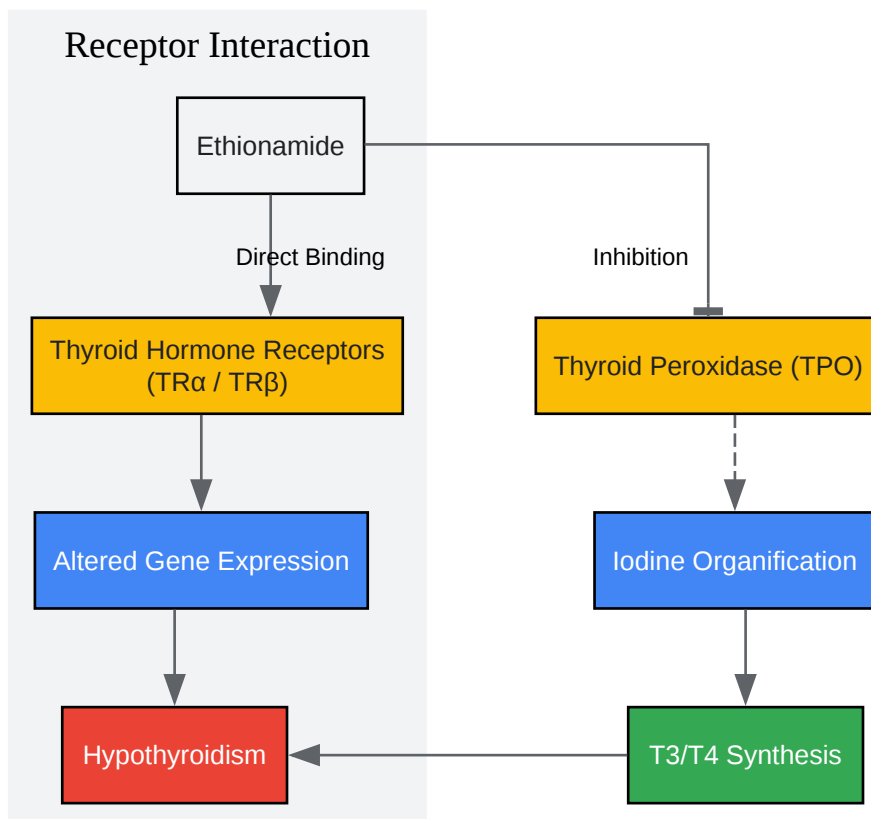 Receptor Interaction
Ethionamide
Direct Binding
Inhibition
Thyroid Hormone Receptors
(TRα / TRβ)
Thyroid Peroxidase (TPO)
Altered Gene Expression
Iodine Organification
Hypothyroidism
T3/T4 Synthesis